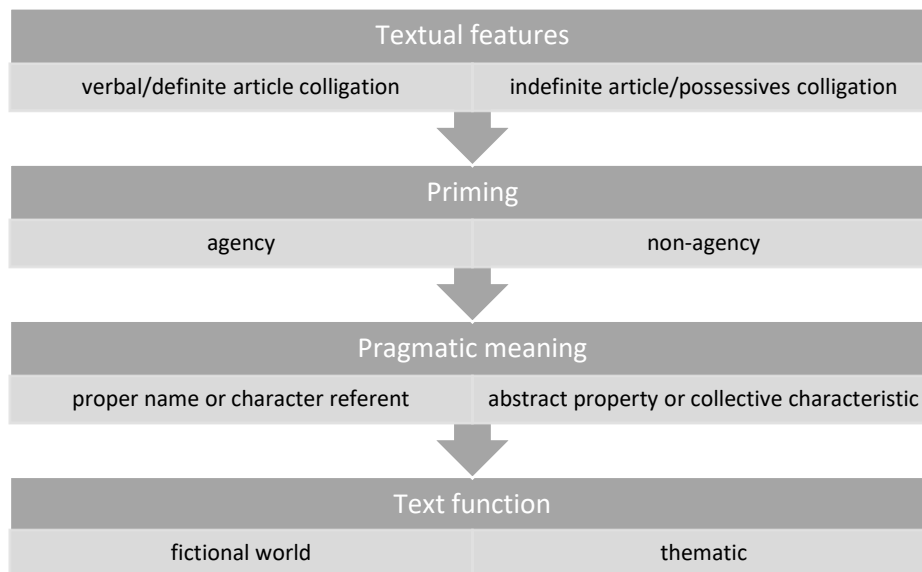 Textual features
verbal/definite article colligation
indefinite article/possessives colligation
Priming
agency
non-agency
Pragmatic meaning
proper name or character referent
abstract property or collective characteristic
Text function
fictional world
thematic